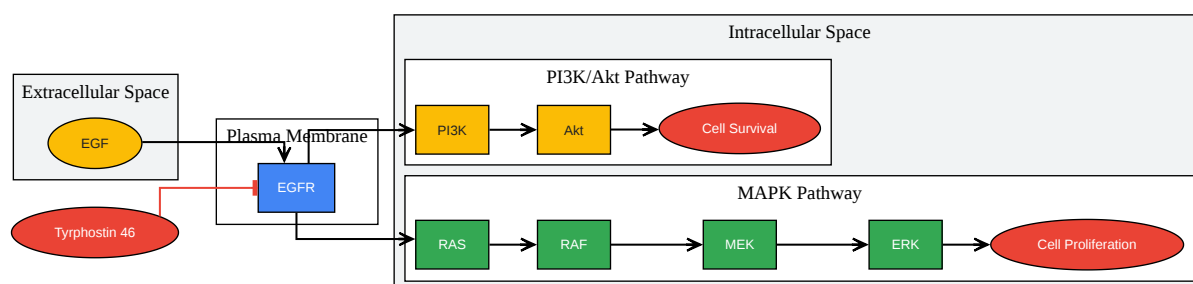 Intracellular Space
PI3K/Akt Pathway
Extracellular Space
PI3K
Akt
Cell Survival
Plasma Membrane
EGF
EGFR
MAPK Pathway
Tyrphostin 46
RAS
RAF
MEK
ERK
Cell Proliferation